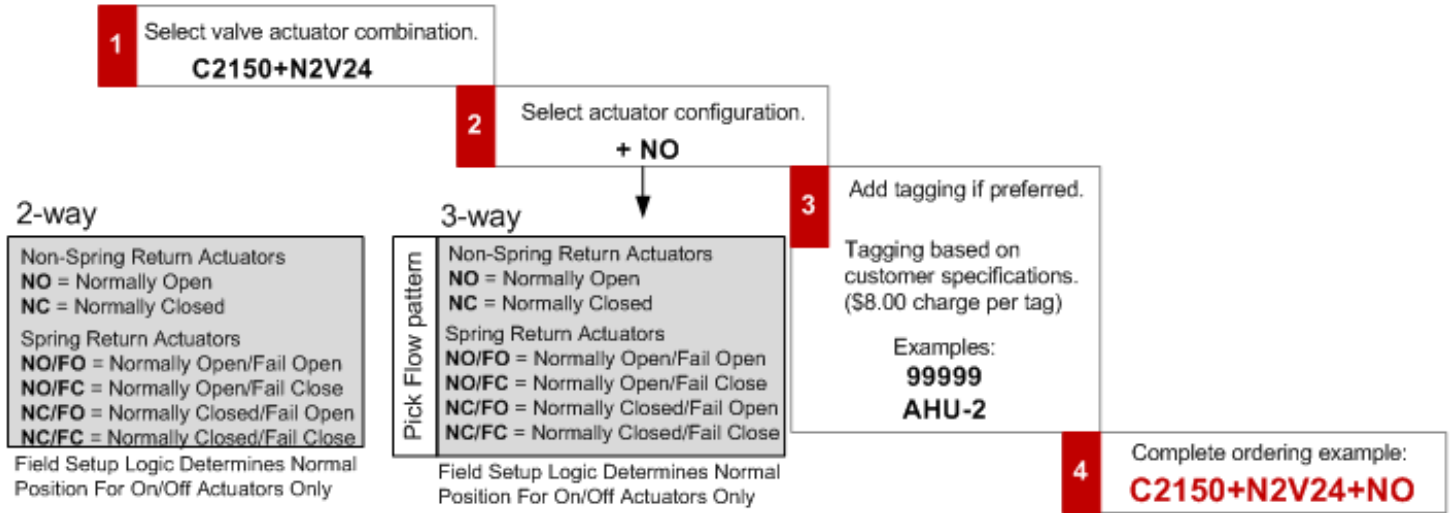 1
Select valve actuator combination.
C2150+N2V24
2
Select actuator configuration.
+ NO
3
Add tagging if preferred.
Tagging based on
customer specifications.
($8.00 charge per tag)
Examples:
99999
AHU-2
2-way
Non-Spring Return Actuators
NO = Normally Open
NC = Normally Closed
Spring Return Actuators
NO/FO = Normally Open/Fail Open
NO/FC = Normally Open/Fail Close
NC/FO = Normally Closed/Fail Open
NC/FC = Normally Closed/Fail Close
Field Setup Logic Determines Normal
Position For On/Off Actuators Only
3-way
Pick Flow pattern
Non-Spring Return Actuators
NO = Normally Open
NC = Normally Closed
Spring Return Actuators
NO/FO = Normally Open/Fail Open
NO/FC = Normally Open/Fail Close
NC/FO = Normally Closed/Fail Open
NC/FC = Normally Closed/Fail Close
Field Setup Logic Determines Normal
Position For On/Off Actuators Only
4
Complete ordering example:
C2150+N2V24+NO